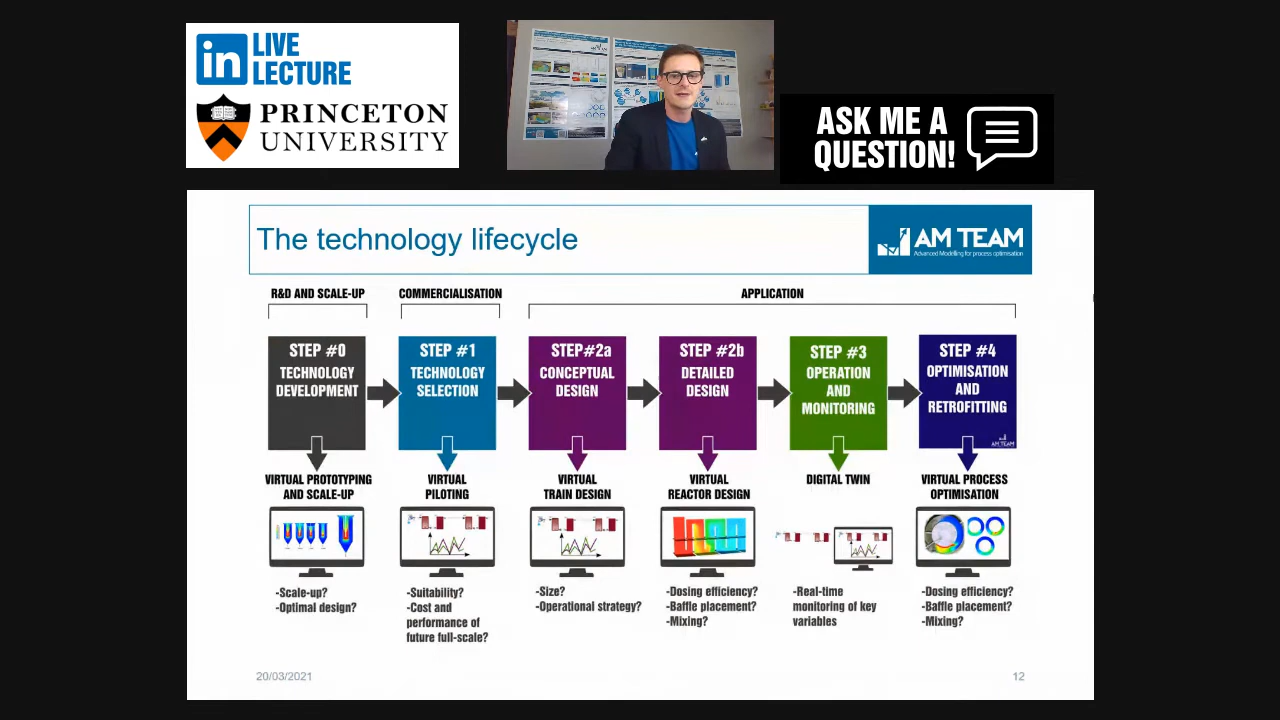 in LIVE
LECTURE
PRINCETON
UNIVERSITY
ASK ME A
QUESTION!
The technology lifecycle
AM TEAM
Advanced Modelling for process optimisation
R&D AND SCALE-UP
COMMERCIALISATION
APPLICATION
STEP #0
TECHNOLOGY
DEVELOPMENT
STEP #1
TECHNOLOGY
SELECTION
STEP#2a
CONCEPTUAL
DESIGN
STEP #2b
DETAILED
DESIGN
STEP #3
OPERATION
AND
MONITORING
STEP #4
OPTIMISATION
AND
RETROFITTING
AM TEAM
VIRTUAL PROTOTYPING
AND SCALE-UP
VIRTUAL
PILOTING
VIRTUAL
TRAIN DESIGN
VIRTUAL
REACTOR DESIGN
DIGITAL TWIN
VIRTUAL PROCESS
OPTIMISATION
-Scale-up?
-Optimal design?
-Suitability?
-Cost and
performance of
future full-scale?
-Size?
-Operational strategy?
-Dosing efficiency?
-Baffle placement?
-Mixing?
-Real-time
monitoring of key
variables
-Dosing efficiency?
-Baffle placement?
-Mixing?
20/03/2021
12